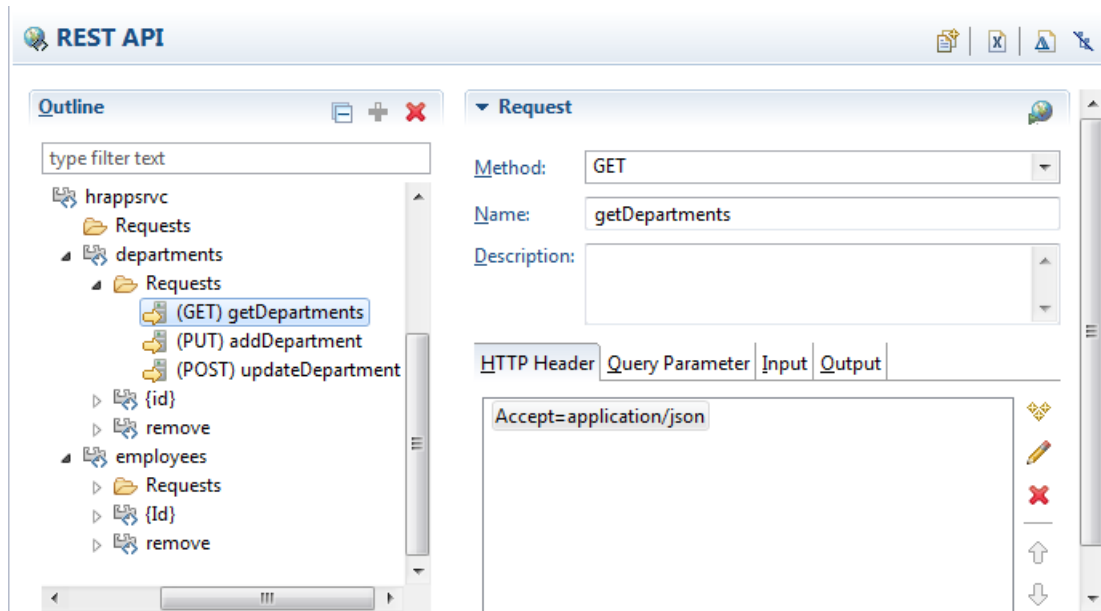 REST API
Outline
type filter text
hrappsrvc
Requests
departments
Requests
(GET) getDepartments
(PUT) addDepartment
(POST) updateDepartment
{id}
remove
employees
Requests
{Id}
remove
Request
Method: GET
Name: getDepartments
Description:
HTTP Header Query Parameter Input Output
Accept=application/json